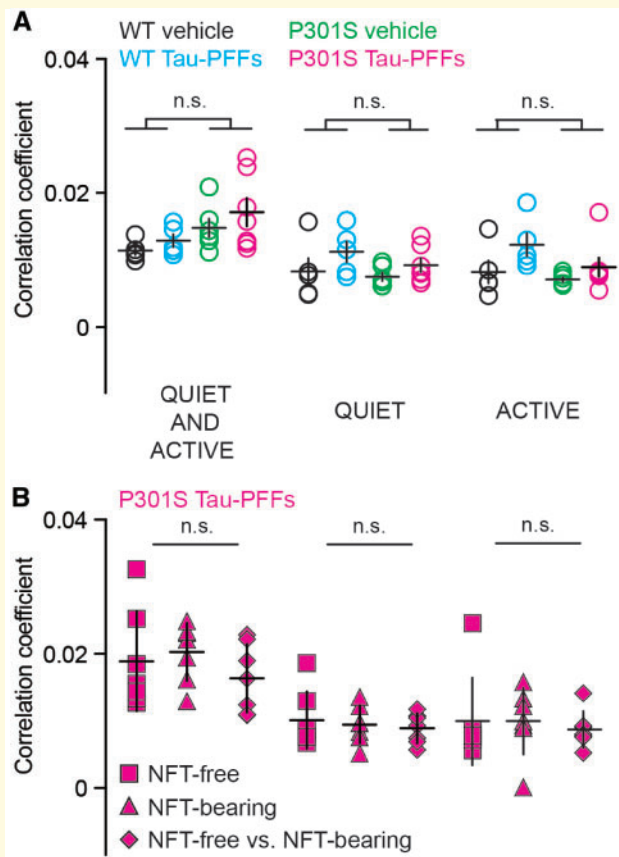 A
WT vehicle P301S vehicle
WT Tau-PFFs P301S Tau-PFFs
0.04
n.s. n.s. n.s.
Correlation coefficient
0.02
0
QUIET
AND
ACTIVE
QUIET
ACTIVE
B
P301S Tau-PFFs
0.04
n.s. n.s. n.s.
Correlation coefficient
0.02
0
NFT-free
NFT-bearing
NFT-free vs. NFT-bearing